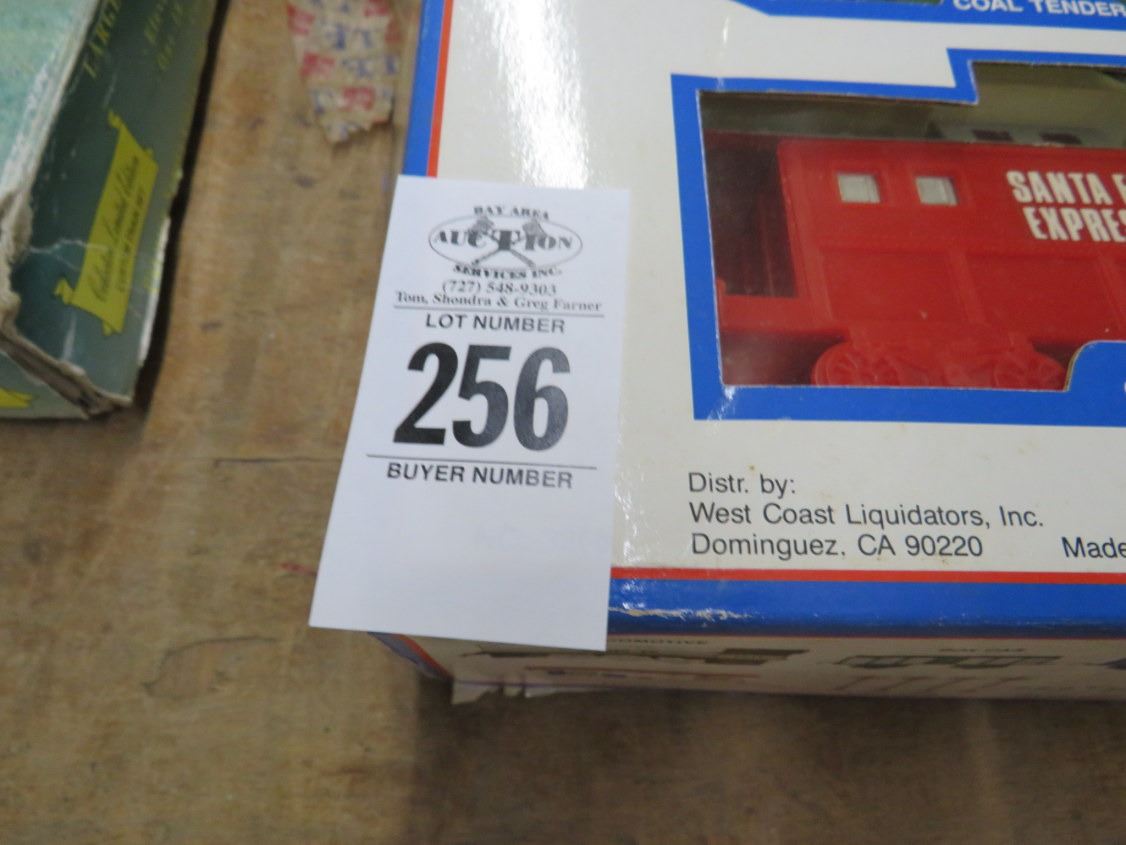 COAL TENDER
BAY AREA
AUCTION
SERVICES INC.
(727) 548-9303
Tom, Shondra & Greg Farner
LOT NUMBER
256
BUYER NUMBER
SANTA F
EXPRE
Distr. by:
West Coast Liquidators, Inc.
Dominguez, CA 90220
Made